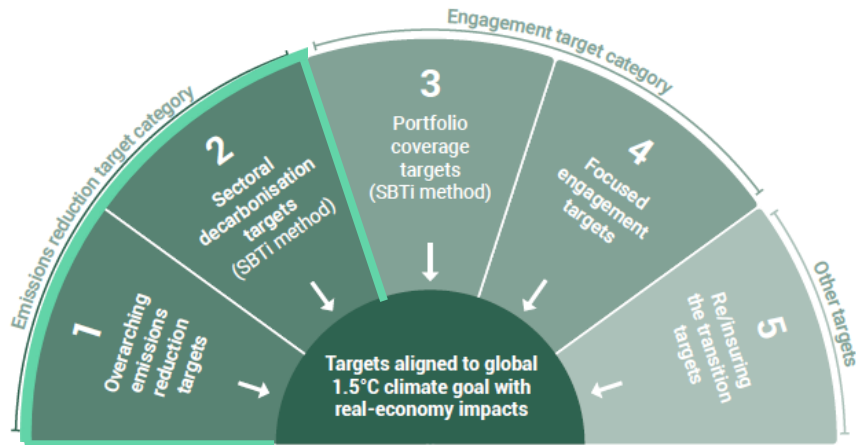 Emissions reduction target category
Engagement target category
Other targets
1
Overarching
emissions
reduction
targets
2
Sectoral
decarbonisation
targets
(SBTi method)
3
Portfolio
coverage
targets
(SBTi method)
4
Focused
engagement
targets
5
Re/insuring
the transition
targets
Targets aligned to global
1.5°C climate goal with
real-economy impacts